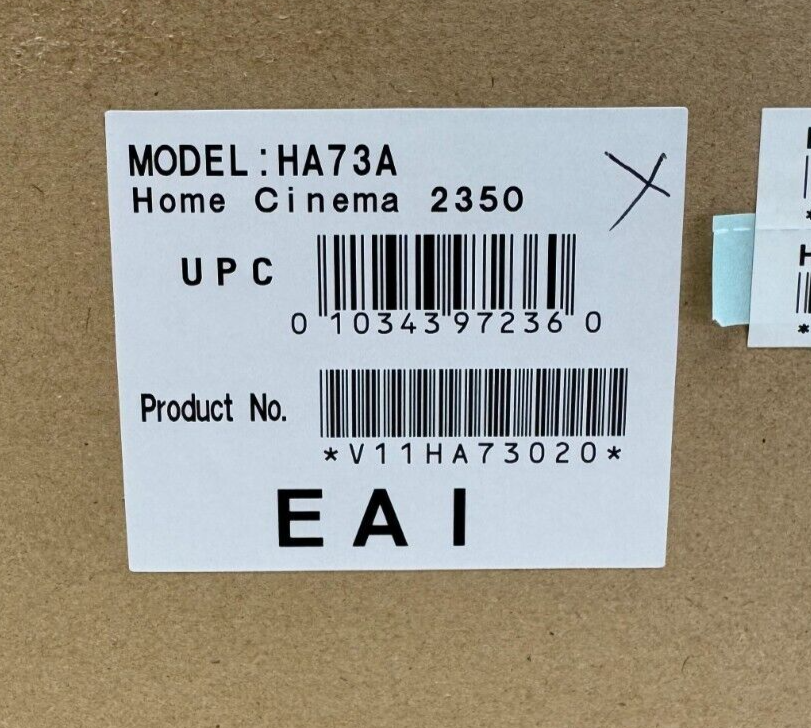 MODEL:HA73A
Home Cinema 2350
UPC
0 10343 97236 0
Product No.
*V11HA73020*
EAI